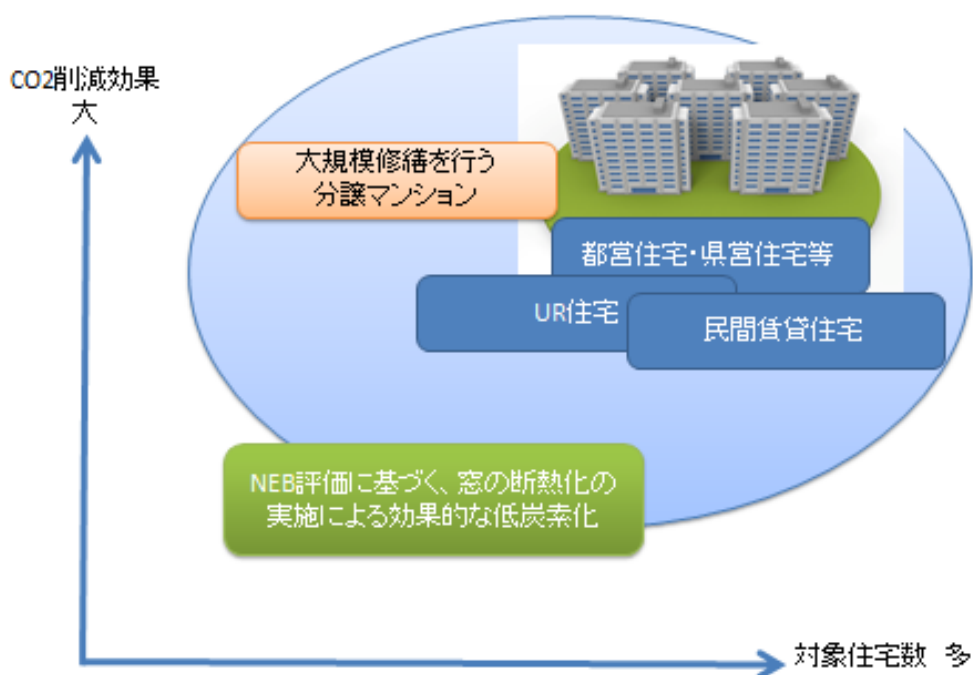 CO2削減効果
大
大規模修繕を行う
分譲マンション
都営住宅・県営住宅等
UR住宅
民間賃貸住宅
NEB評価に基づく、窓の断熱化の
実施による効果的な低炭素化
対象住宅数 多